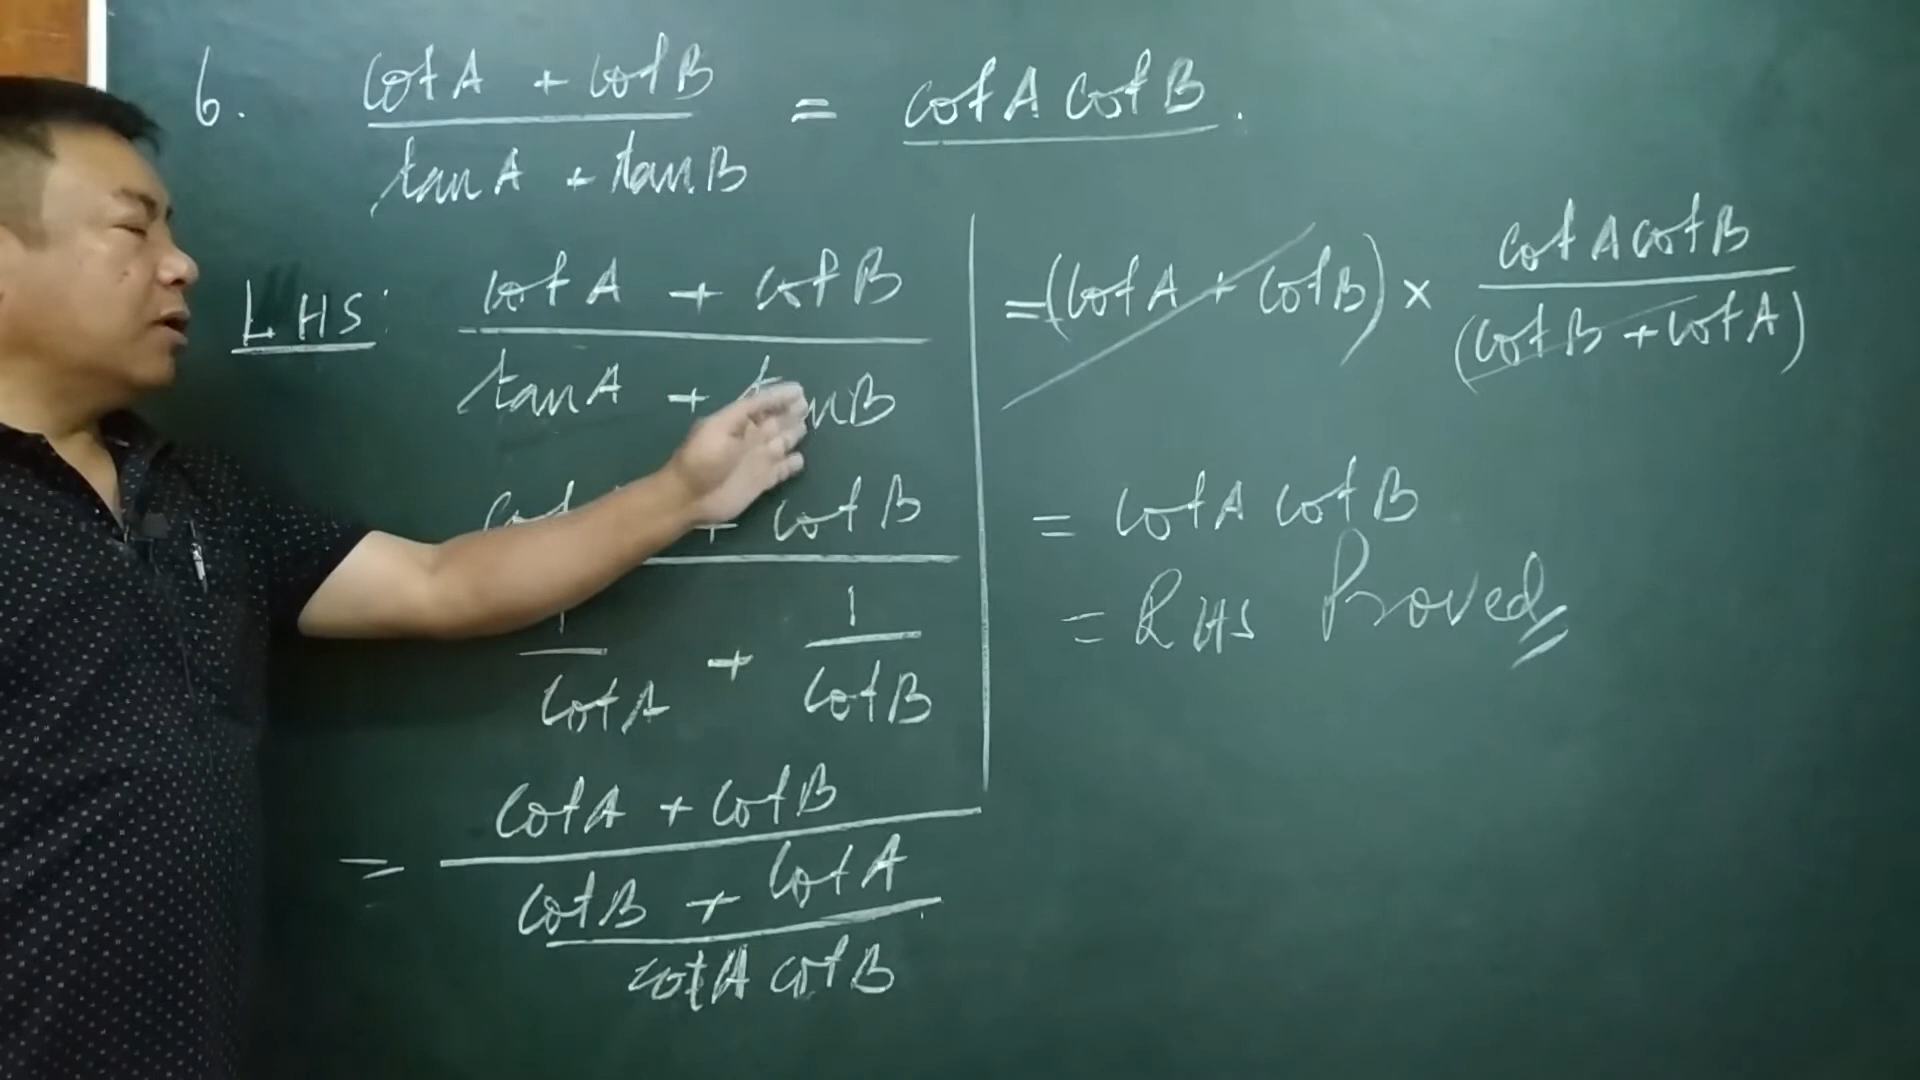 6. cotA + cotB
= cotA cotB.
tanA + tanB
LHS: cotA + cotB
tanA + tanB
cot + cotB
1 1
+
cotA cotB
cotA + cotB
=
cotB + cotA
cotA cotB
=(cotA + cotB) × cotA cotB
(cotB + cotA)
= cotA cotB
= RHS Proved